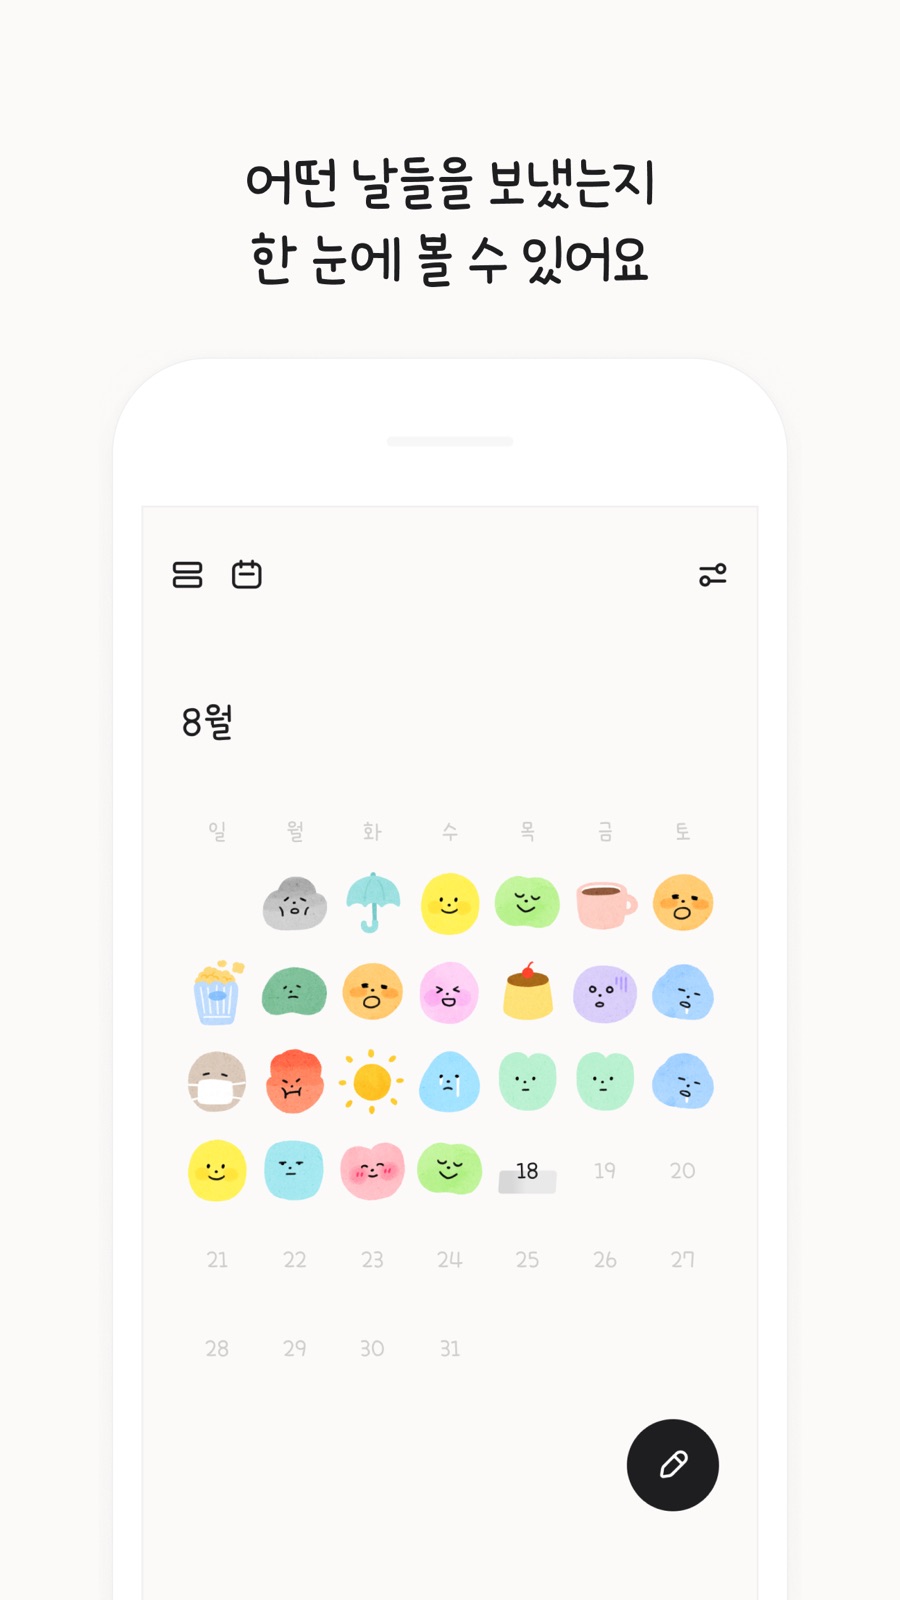 어떤 날들을 보냈는지
한 눈에 볼 수 있어요
8월
일 월 화 수 목 금 토
18 19 20
21 22 23 24 25 26 27
28 29 30 31